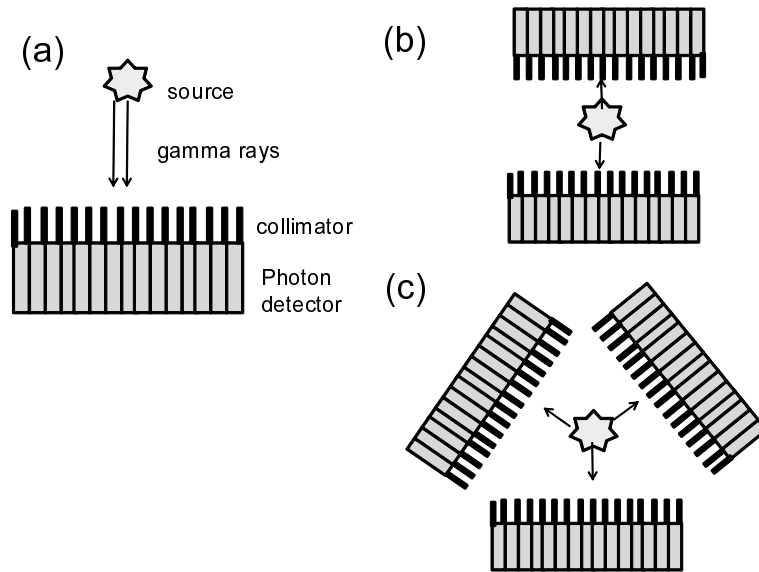 (a)
source
gamma rays
collimator
Photon
detector
(b)
(c)